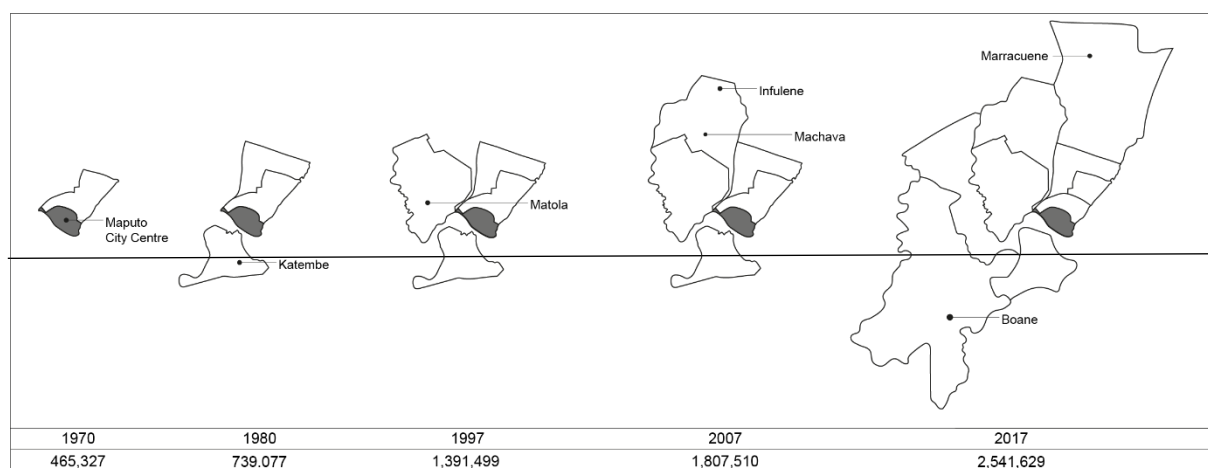 Maputo
City Centre
Katembe
Matola
Infulene
Machava
Marracuene
Boane
1970 1980 1997 2007 2017
465,327 739.077 1,391,499 1,807,510 2.541.629